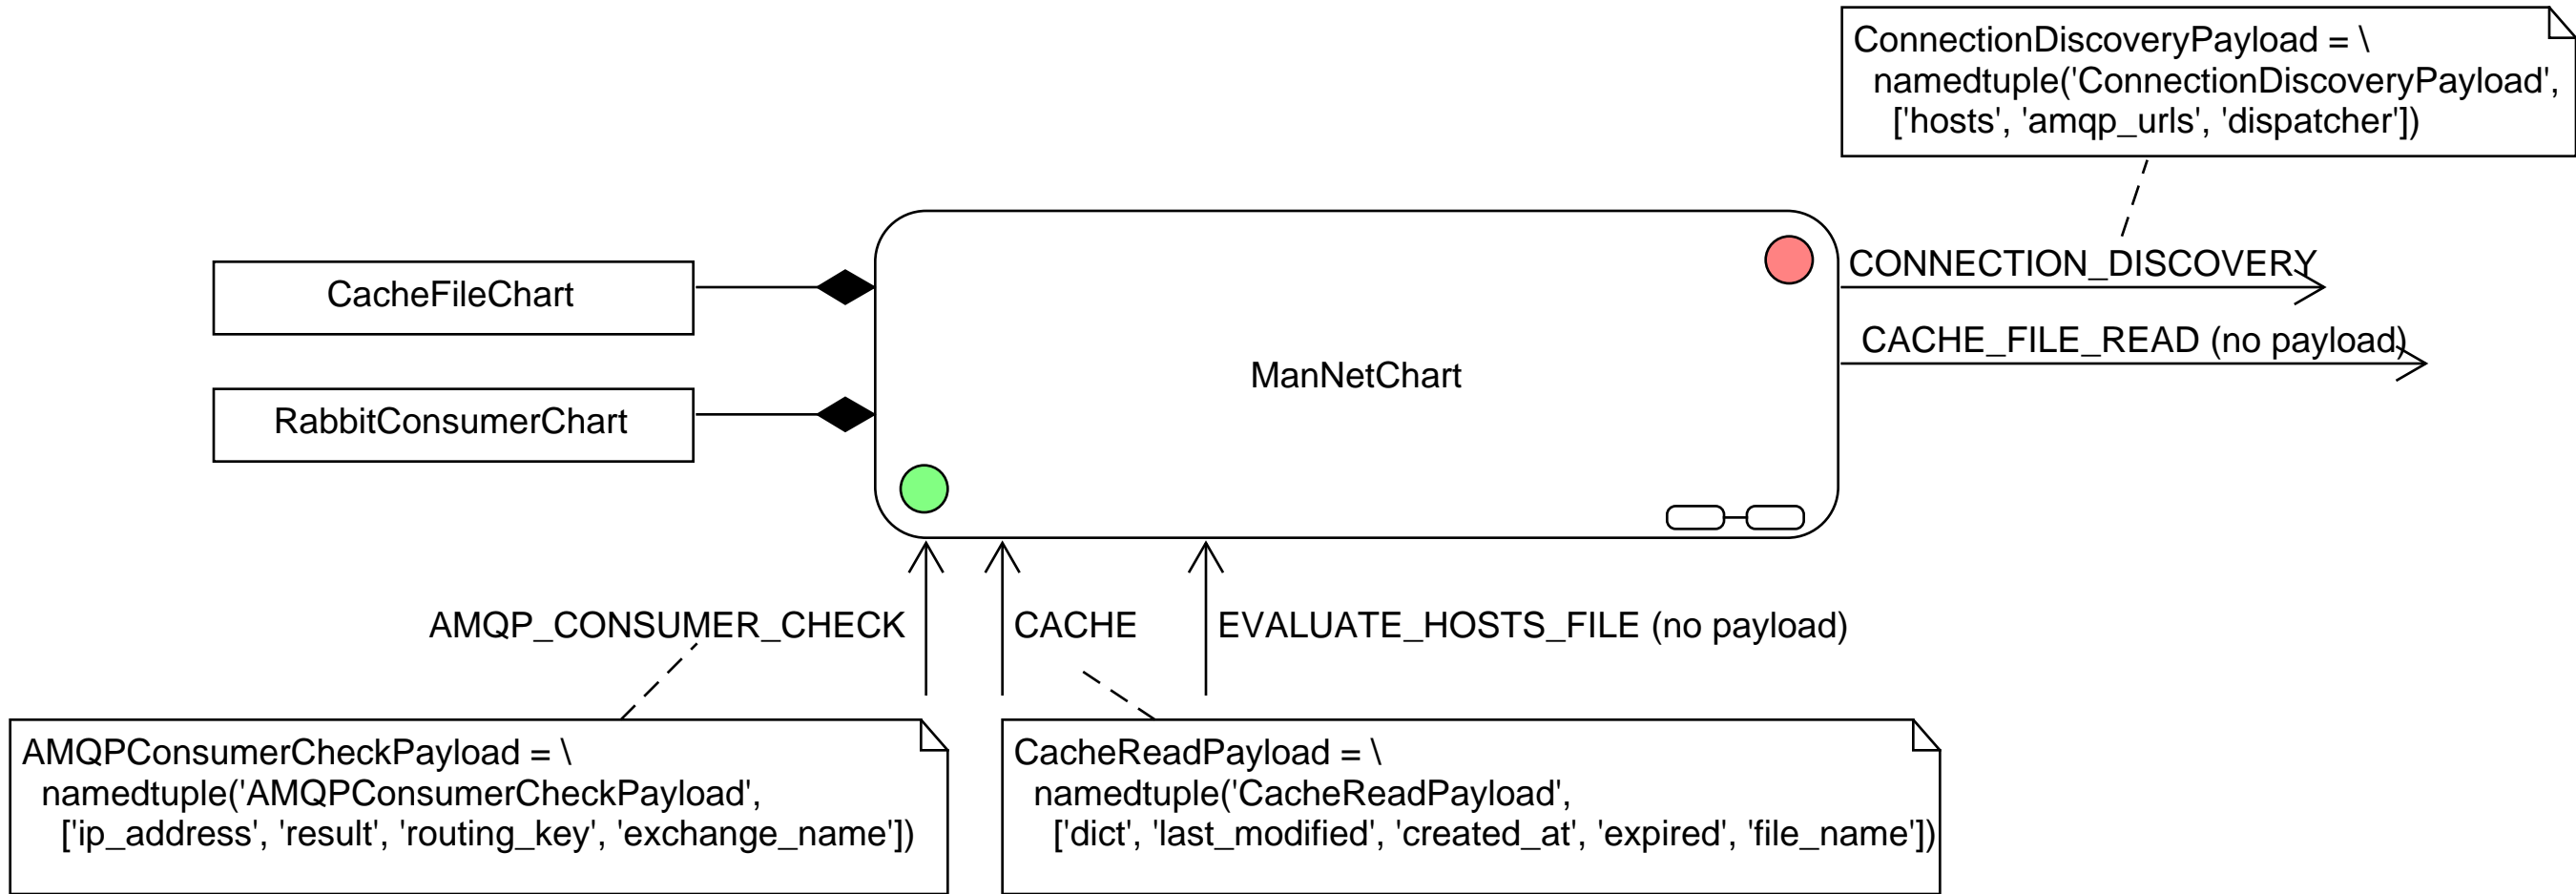 ConnectionDiscoveryPayload = \
namedtuple('ConnectionDiscoveryPayload',
['hosts', 'amqp_urls', 'dispatcher'])
CONNECTION_DISCOVERY
CacheFileChart
CACHE_FILE_READ (no payload)
ManNetChart
RabbitConsumerChart
AMQP_CONSUMER_CHECK
CACHE
EVALUATE_HOSTS_FILE (no payload)
AMQPConsumerCheckPayload = \
namedtuple('AMQPConsumerCheckPayload',
['ip_address', 'result', 'routing_key', 'exchange_name'])
CacheReadPayload = \
namedtuple('CacheReadPayload',
['dict', 'last_modified', 'created_at', 'expired', 'file_name'])